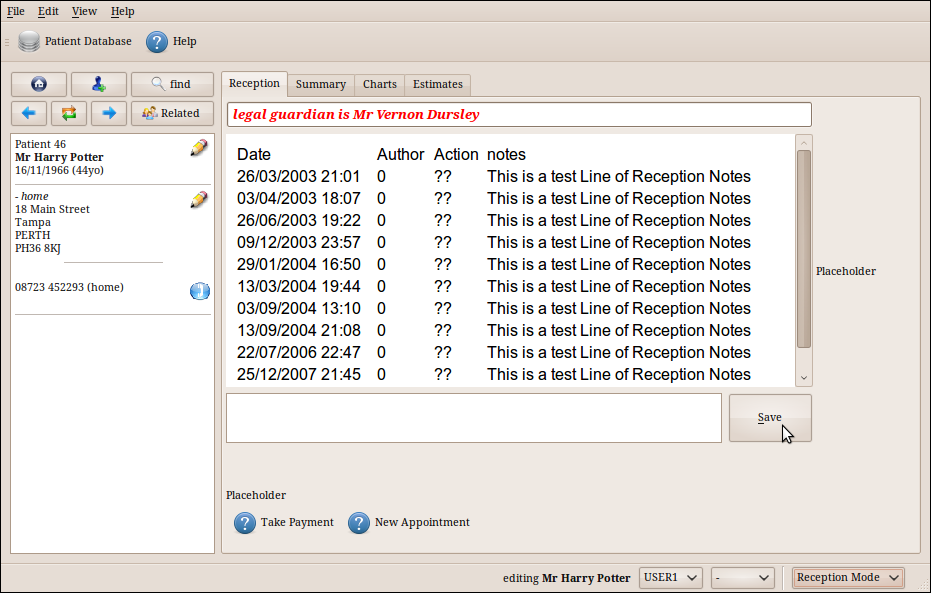 File Edit View Help
Patient Database Help
find
Related
Patient 46
Mr Harry Potter
16/11/1966 (44yo)
- home
18 Main Street
Tampa
PERTH
PH36 8KJ
08723 452293 (home)
Reception Summary Charts Estimates
legal guardian is Mr Vernon Dursley
Date Author Action notes
26/03/2003 21:01 0 ?? This is a test Line of Reception Notes
03/04/2003 18:07 0 ?? This is a test Line of Reception Notes
26/06/2003 19:22 0 ?? This is a test Line of Reception Notes
09/12/2003 23:57 0 ?? This is a test Line of Reception Notes
29/01/2004 16:50 0 ?? This is a test Line of Reception Notes
13/03/2004 19:44 0 ?? This is a test Line of Reception Notes
03/09/2004 13:10 0 ?? This is a test Line of Reception Notes
13/09/2004 21:08 0 ?? This is a test Line of Reception Notes
22/07/2006 22:47 0 ?? This is a test Line of Reception Notes
25/12/2007 21:45 0 ?? This is a test Line of Reception Notes
Placeholder
Save
Placeholder
? Take Payment ? New Appointment
editing Mr Harry Potter USER1 - Reception Mode